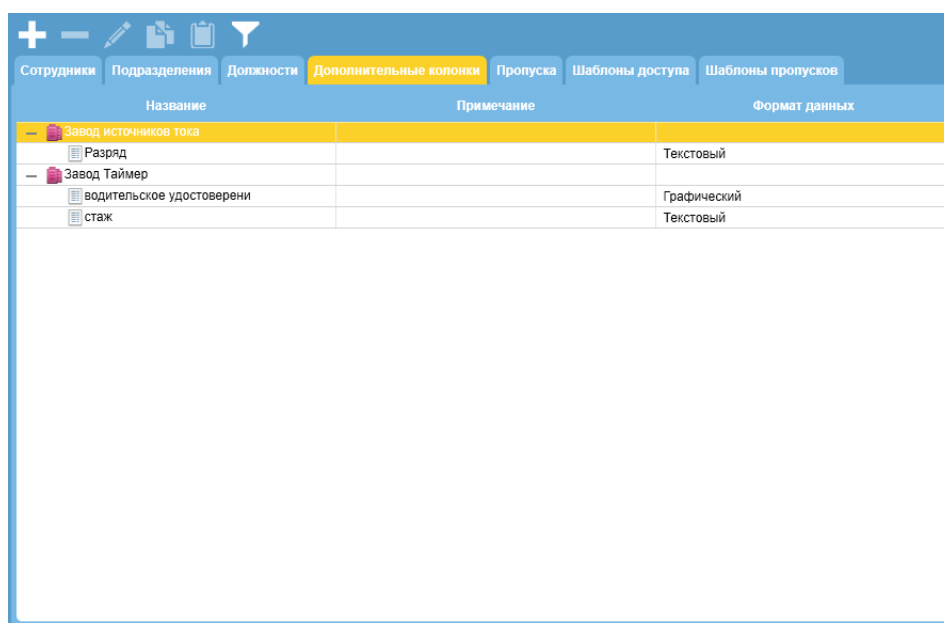 Сотрудники Подразделения Должности Дополнительные колонки Пропуска Шаблоны доступа Шаблоны пропусков
Название Примечание Формат данных
Завод источников тока
Разряд Текстовый
Завод Таймер
водительское удостоверени Графический
стаж Текстовый